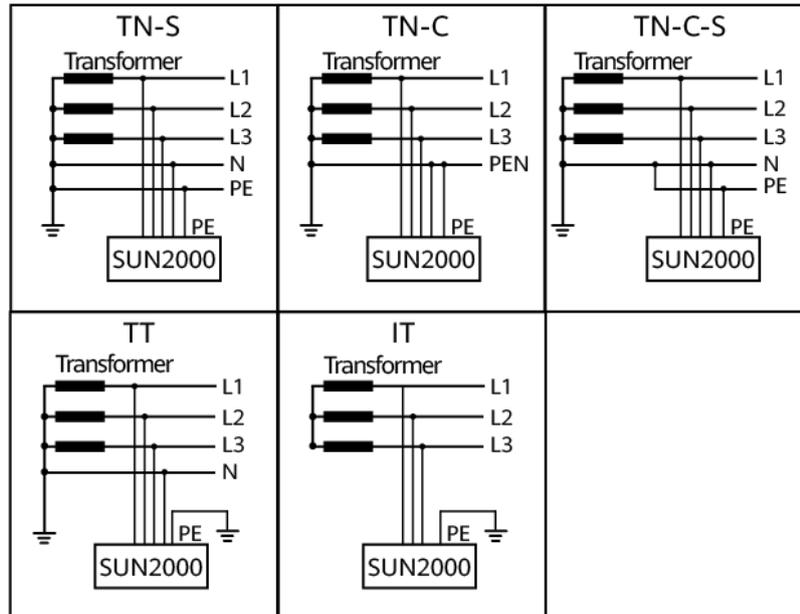 TN-S
Transformer
L1
L2
L3
N
PE
PE
SUN2000
TN-C
Transformer
L1
L2
L3
PEN
PE
SUN2000
TN-C-S
Transformer
L1
L2
L3
N
PE
PE
SUN2000
TT
Transformer
L1
L2
L3
N
PE
SUN2000
IT
Transformer
L1
L2
L3
PE
SUN2000